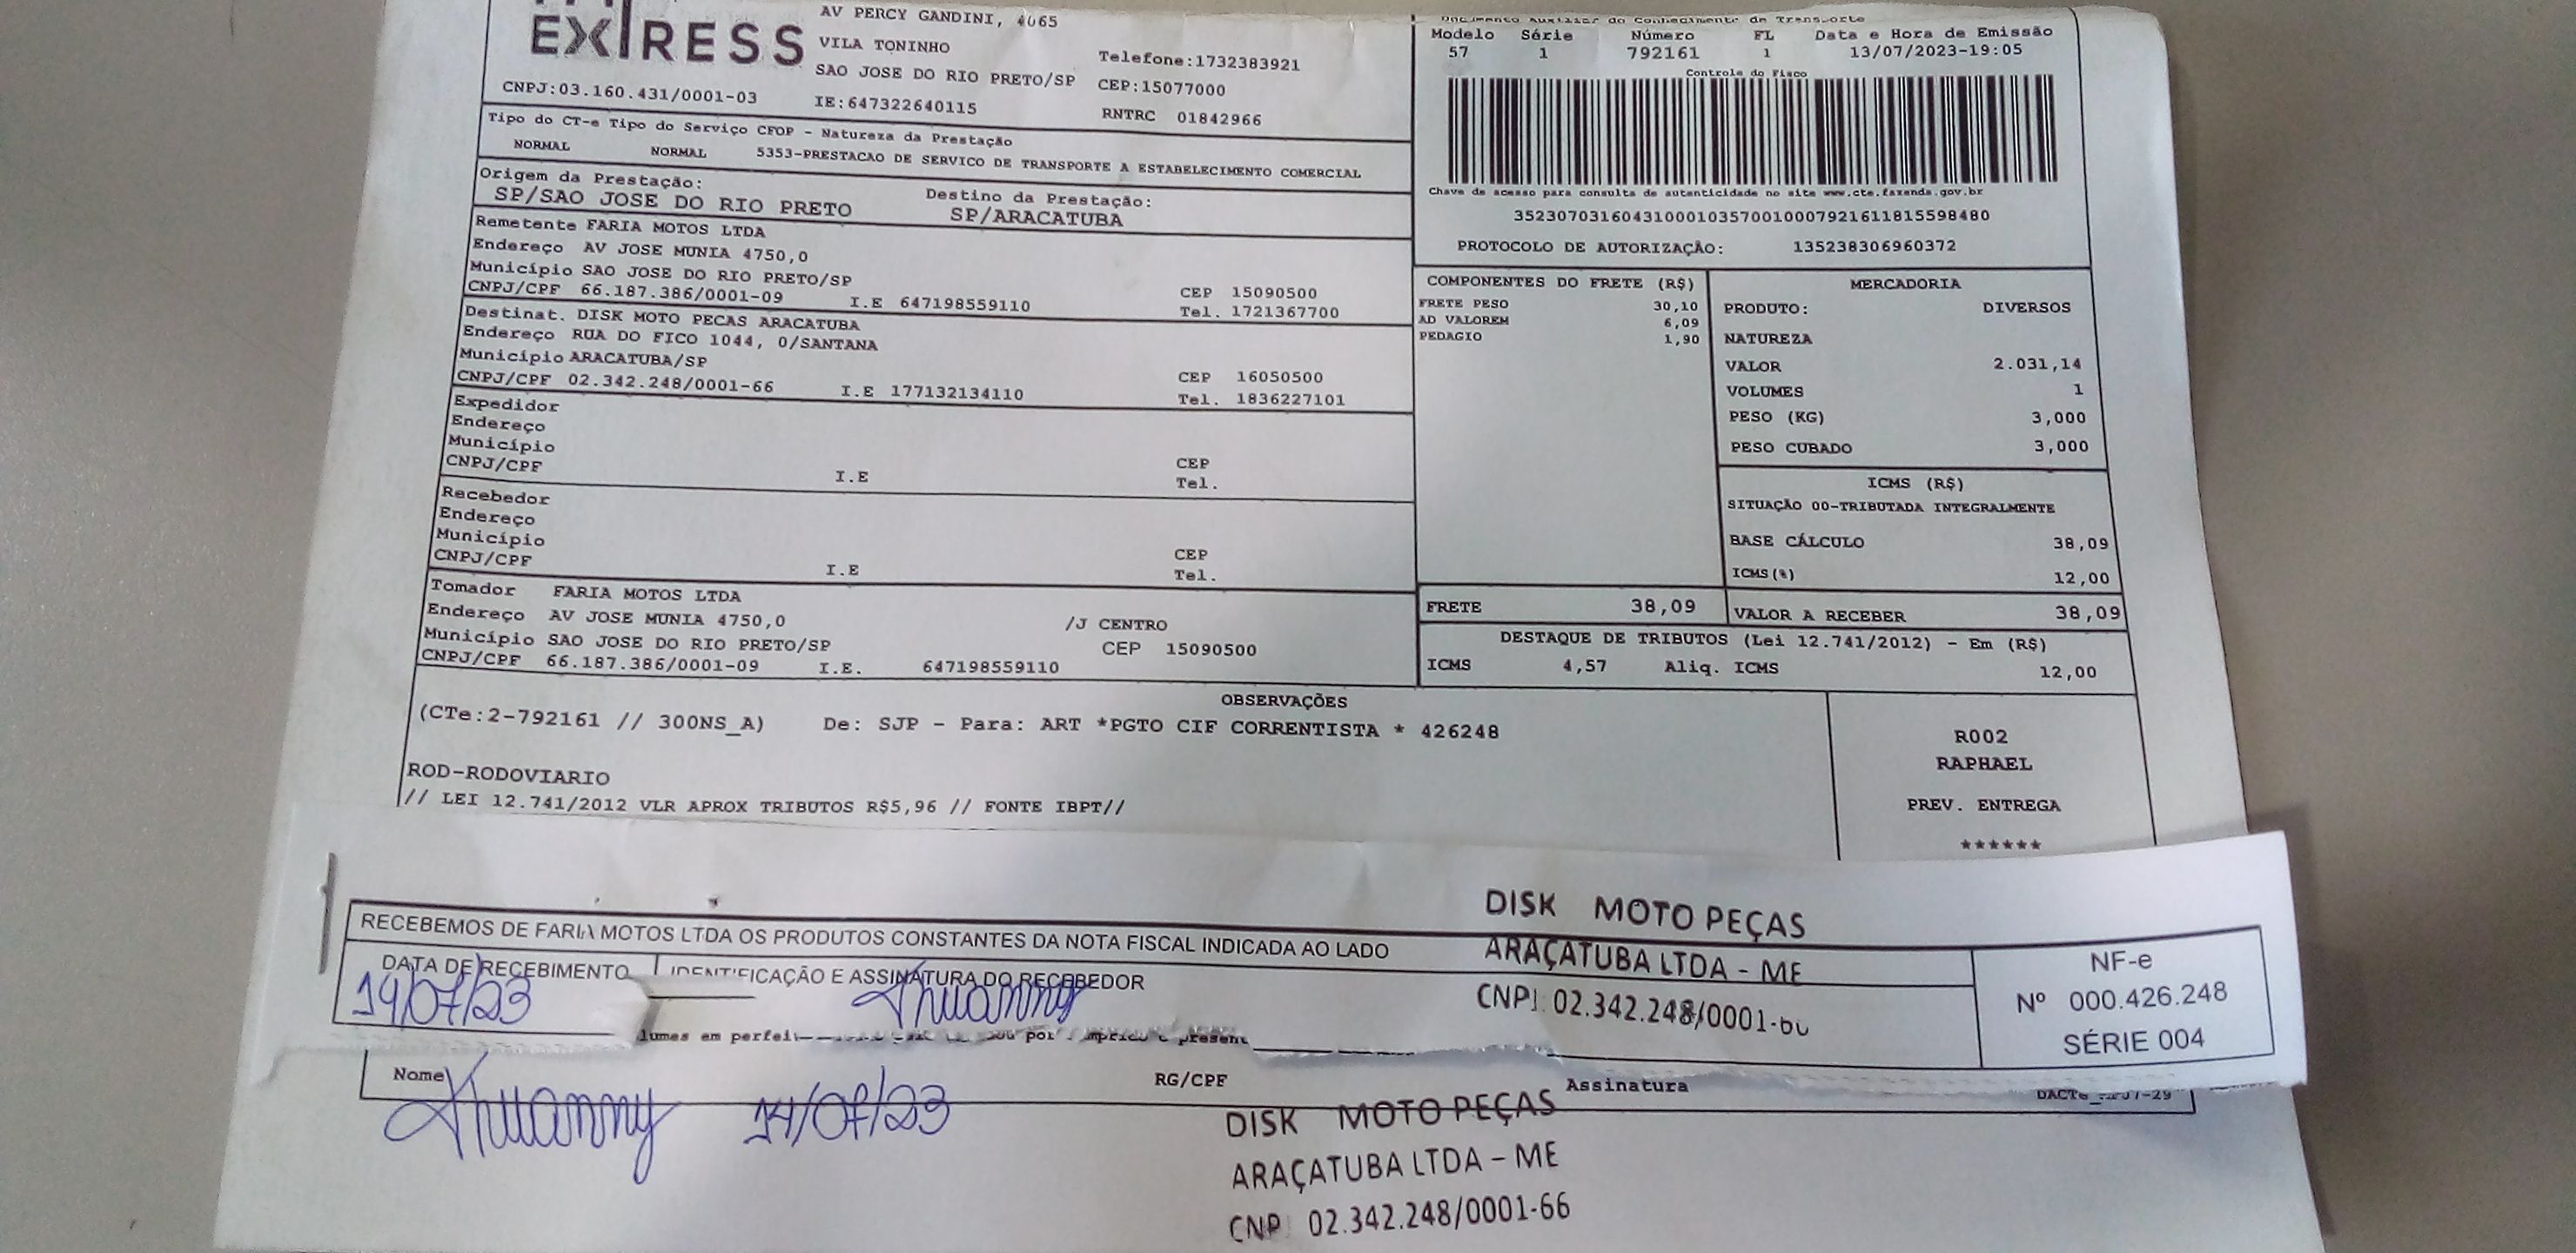 EXPRESS
AV PERCY GANDINI, 4065
VILA TONINHO
SAO JOSE DO RIO PRETO/SP
Telefone:1732383921
CEP:15077000
CNPJ:03.160.431/0001-03 IE:647322640115 RNTRC 01842966
Tipo do CT-e Tipo do Serviço CFOP - Natureza da Prestação
NORMAL NORMAL 5353-PRESTACAO DE SERVICO DE TRANSPORTE A ESTABELECIMENTO COMERCIAL
Origem da Prestação: Destino da Prestação:
SP/SAO JOSE DO RIO PRETO SP/ARACATUBA
Remetente FARIA MOTOS LTDA
Endereço AV JOSE MUNIA 4750,0
Município SAO JOSE DO RIO PRETO/SP CEP 15090500
CNPJ/CPF 66.187.386/0001-09 I.E 647198559110 Tel. 1721367700
Destinat. DISK MOTO PECAS ARACATUBA
Endereço RUA DO FICO 1044, 0/SANTANA
Município ARACATUBA/SP CEP 16050500
CNPJ/CPF 02.342.248/0001-66 I.E 177132134110 Tel. 1836227101
Expedidor
Endereço
Município CEP
CNPJ/CPF I.E Tel.
Recebedor
Endereço
Município CEP
CNPJ/CPF I.E Tel.
Tomador FARIA MOTOS LTDA
Endereço AV JOSE MUNIA 4750,0 /J CENTRO
Município SAO JOSE DO RIO PRETO/SP CEP 15090500
CNPJ/CPF 66.187.386/0001-09 I.E. 647198559110
Documento Auxiliar do Conhecimento de Transporte
Modelo Série Número FL Data e Hora de Emissão
57 1 792161 1 13/07/2023-19:05
Controle do Fisco
Chave de acesso para consulta de autenticidade no site www.cte.fazenda.gov.br
35230703160431000103570010007921611815598480
PROTOCOLO DE AUTORIZAÇÃO: 135238306960372
COMPONENTES DO FRETE (R$)
FRETE PESO 30,10
AD VALOREM 6,09
PEDAGIO 1,90
MERCADORIA
PRODUTO: DIVERSOS
NATUREZA
VALOR 2.031,14
VOLUMES 1
PESO (KG) 3,000
PESO CUBADO 3,000
ICMS (R$)
SITUAÇÃO 00-TRIBUTADA INTEGRALMENTE
BASE CÁLCULO 38,09
ICMS(%) 12,00
FRETE 38,09 VALOR A RECEBER 38,09
DESTAQUE DE TRIBUTOS (Lei 12.741/2012) - Em (R$)
ICMS 4,57 Aliq. ICMS 12,00
OBSERVAÇÕES
(CTe:2-792161 // 300NS_A) De: SJP - Para: ART *PGTO CIF CORRENTISTA * 426248
ROD-RODOVIARIO
// LEI 12.741/2012 VLR APROX TRIBUTOS R$5,96 // FONTE IBPT//
R002
RAPHAEL
PREV. ENTREGA
******
RECEBEMOS DE FARIA MOTOS LTDA OS PRODUTOS CONSTANTES DA NOTA FISCAL INDICADA AO LADO
DATA DE RECEBIMENTO IDENTIFICAÇÃO E ASSINATURA DO RECEBEDOR
14/07/23 Thuanny
DISK MOTO PEÇAS
ARAÇATUBA LTDA - ME
CNPJ: 02.342.248/0001-66
NF-e
Nº 000.426.248
SÉRIE 004
lumes em perfei
Nome RG/CPF Assinatura
Thuanny 14/07/23
DISK MOTO PEÇAS
ARAÇATUBA LTDA – ME
CNP 02.342.248/0001-66